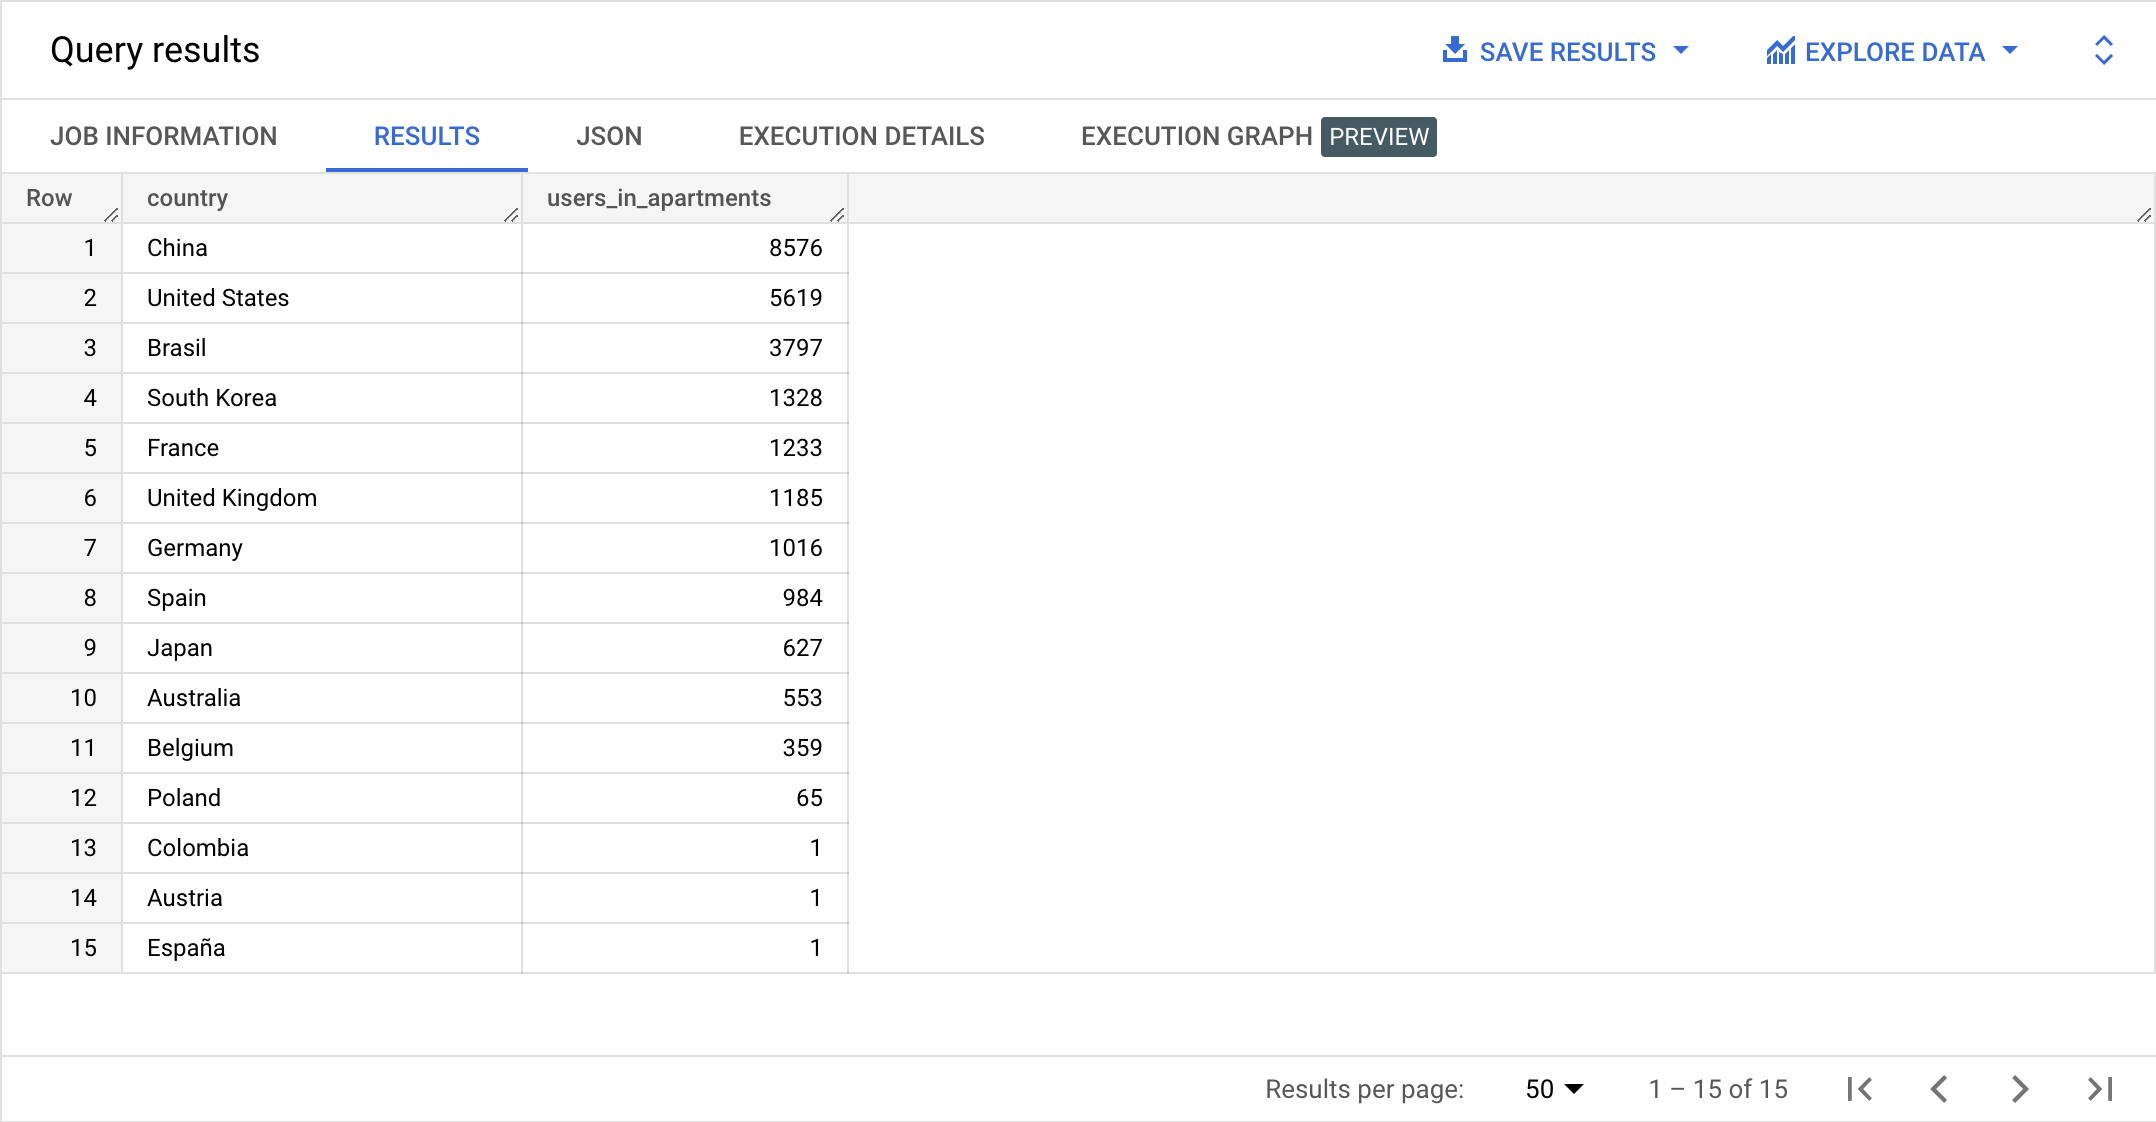 Query results
SAVE RESULTS
EXPLORE DATA
JOB INFORMATION RESULTS JSON EXECUTION DETAILS EXECUTION GRAPH PREVIEW
Row country users_in_apartments
1 China 8576
2 United States 5619
3 Brasil 3797
4 South Korea 1328
5 France 1233
6 United Kingdom 1185
7 Germany 1016
8 Spain 984
9 Japan 627
10 Australia 553
11 Belgium 359
12 Poland 65
13 Colombia 1
14 Austria 1
15 España 1
Results per page: 50 1 – 15 of 15